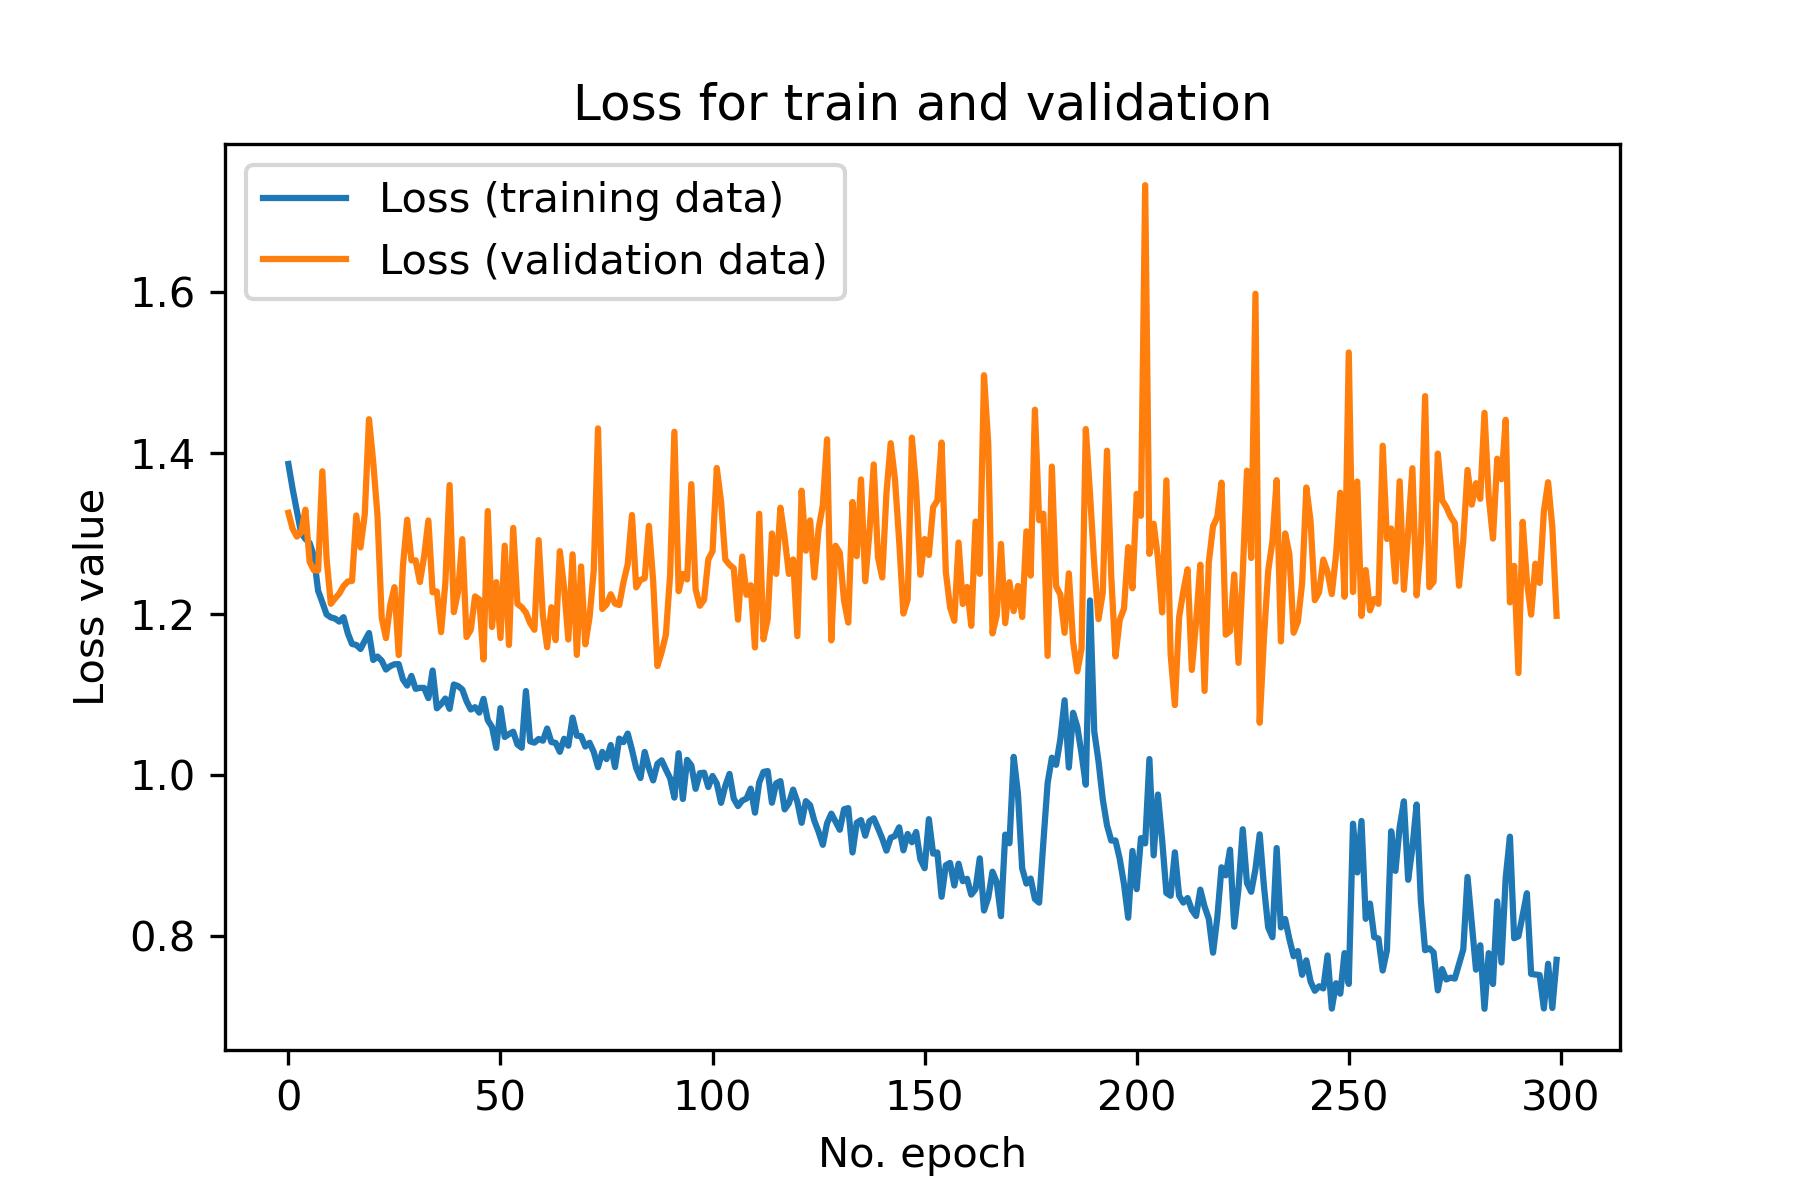 Loss for train and validation
Loss (training data)
Loss (validation data)
1.6
1.4
1.2
1.0
0.8
Loss value
0 50 100 150 200 250 300
No. epoch